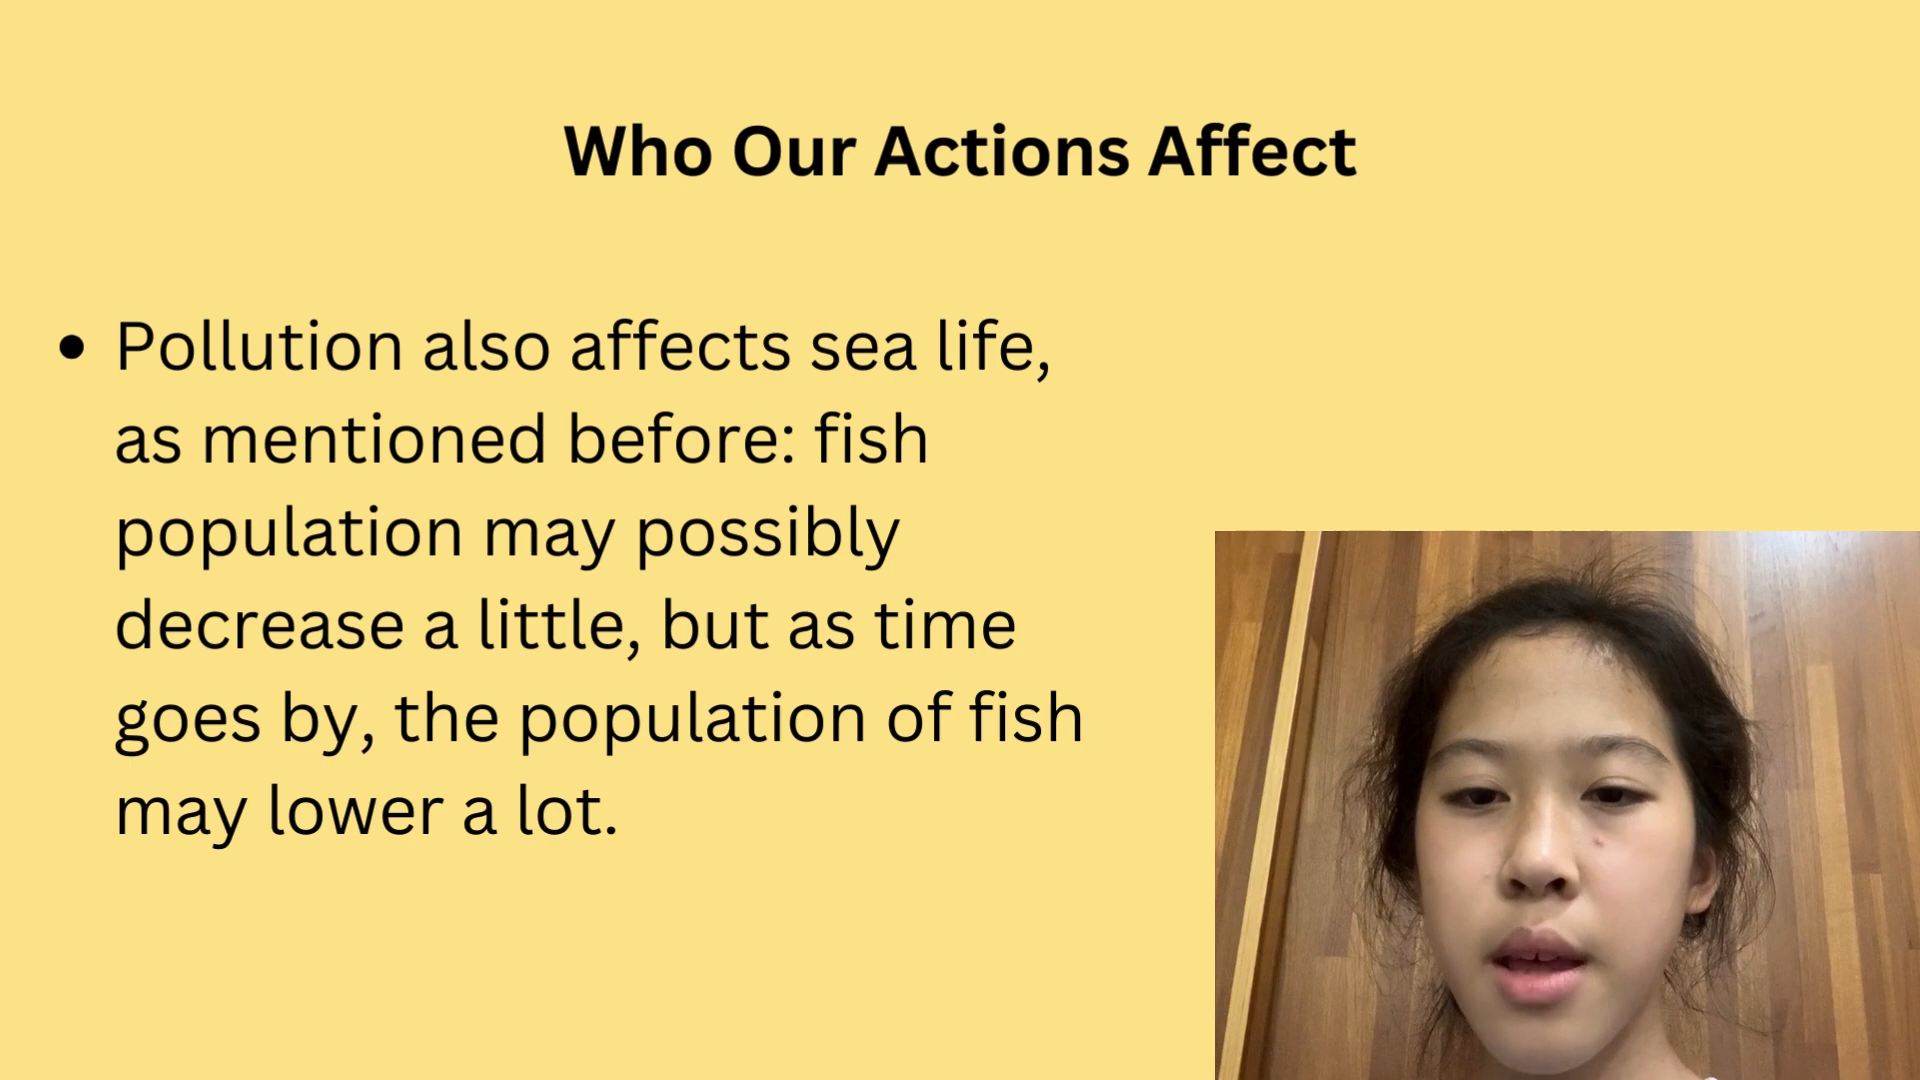 Who Our Actions Affect
• Pollution also affects sea life,
as mentioned before: fish
population may possibly
decrease a little, but as time
goes by, the population of fish
may lower a lot.